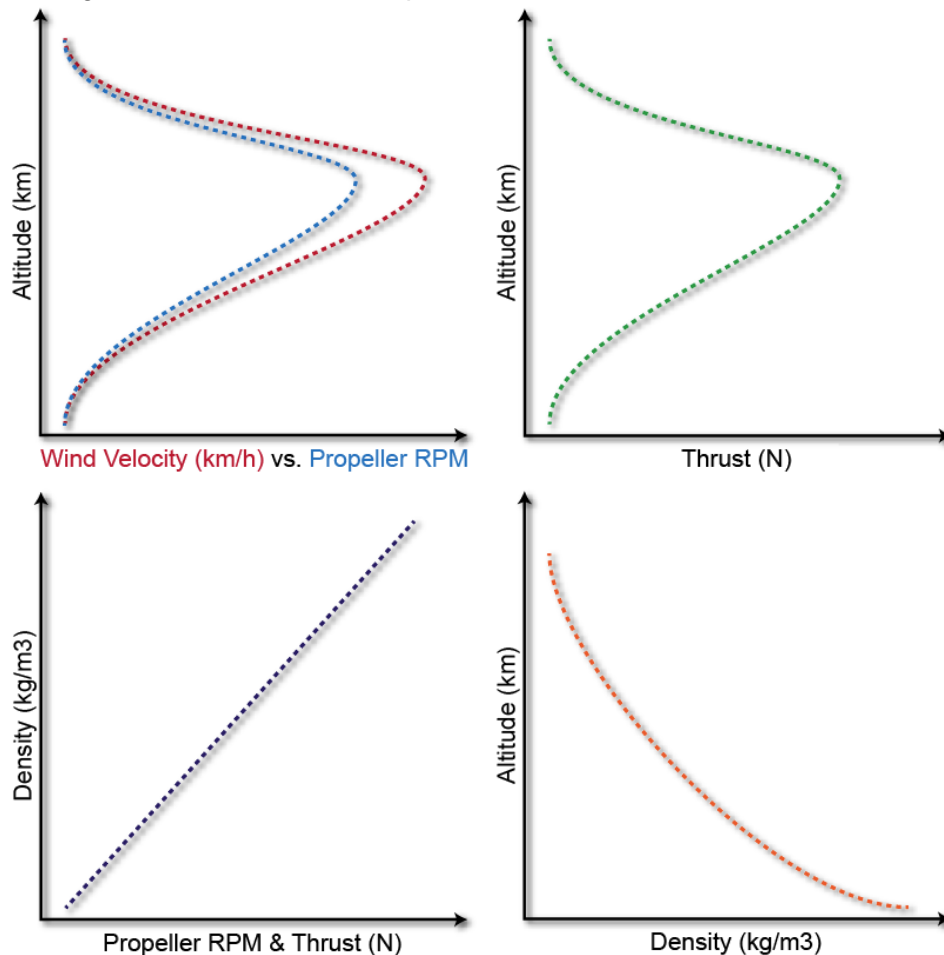 Altitude (km)
Wind Velocity (km/h) vs. Propeller RPM
Altitude (km)
Thrust (N)
Density (kg/m3)
Propeller RPM & Thrust (N)
Altitude (km)
Density (kg/m3)